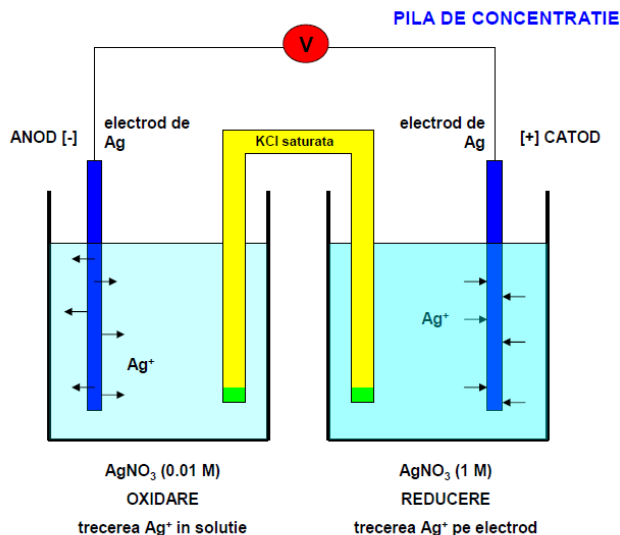 PILA DE CONCENTRATIE
V
ANOD [-]
electrod de
Ag
KCl saturata
electrod de
Ag
[+] CATOD
Ag⁺
Ag⁺
AgNO₃ (0.01 M)
OXIDARE
trecerea Ag⁺ in solutie
AgNO₃ (1 M)
REDUCERE
trecerea Ag⁺ pe electrod